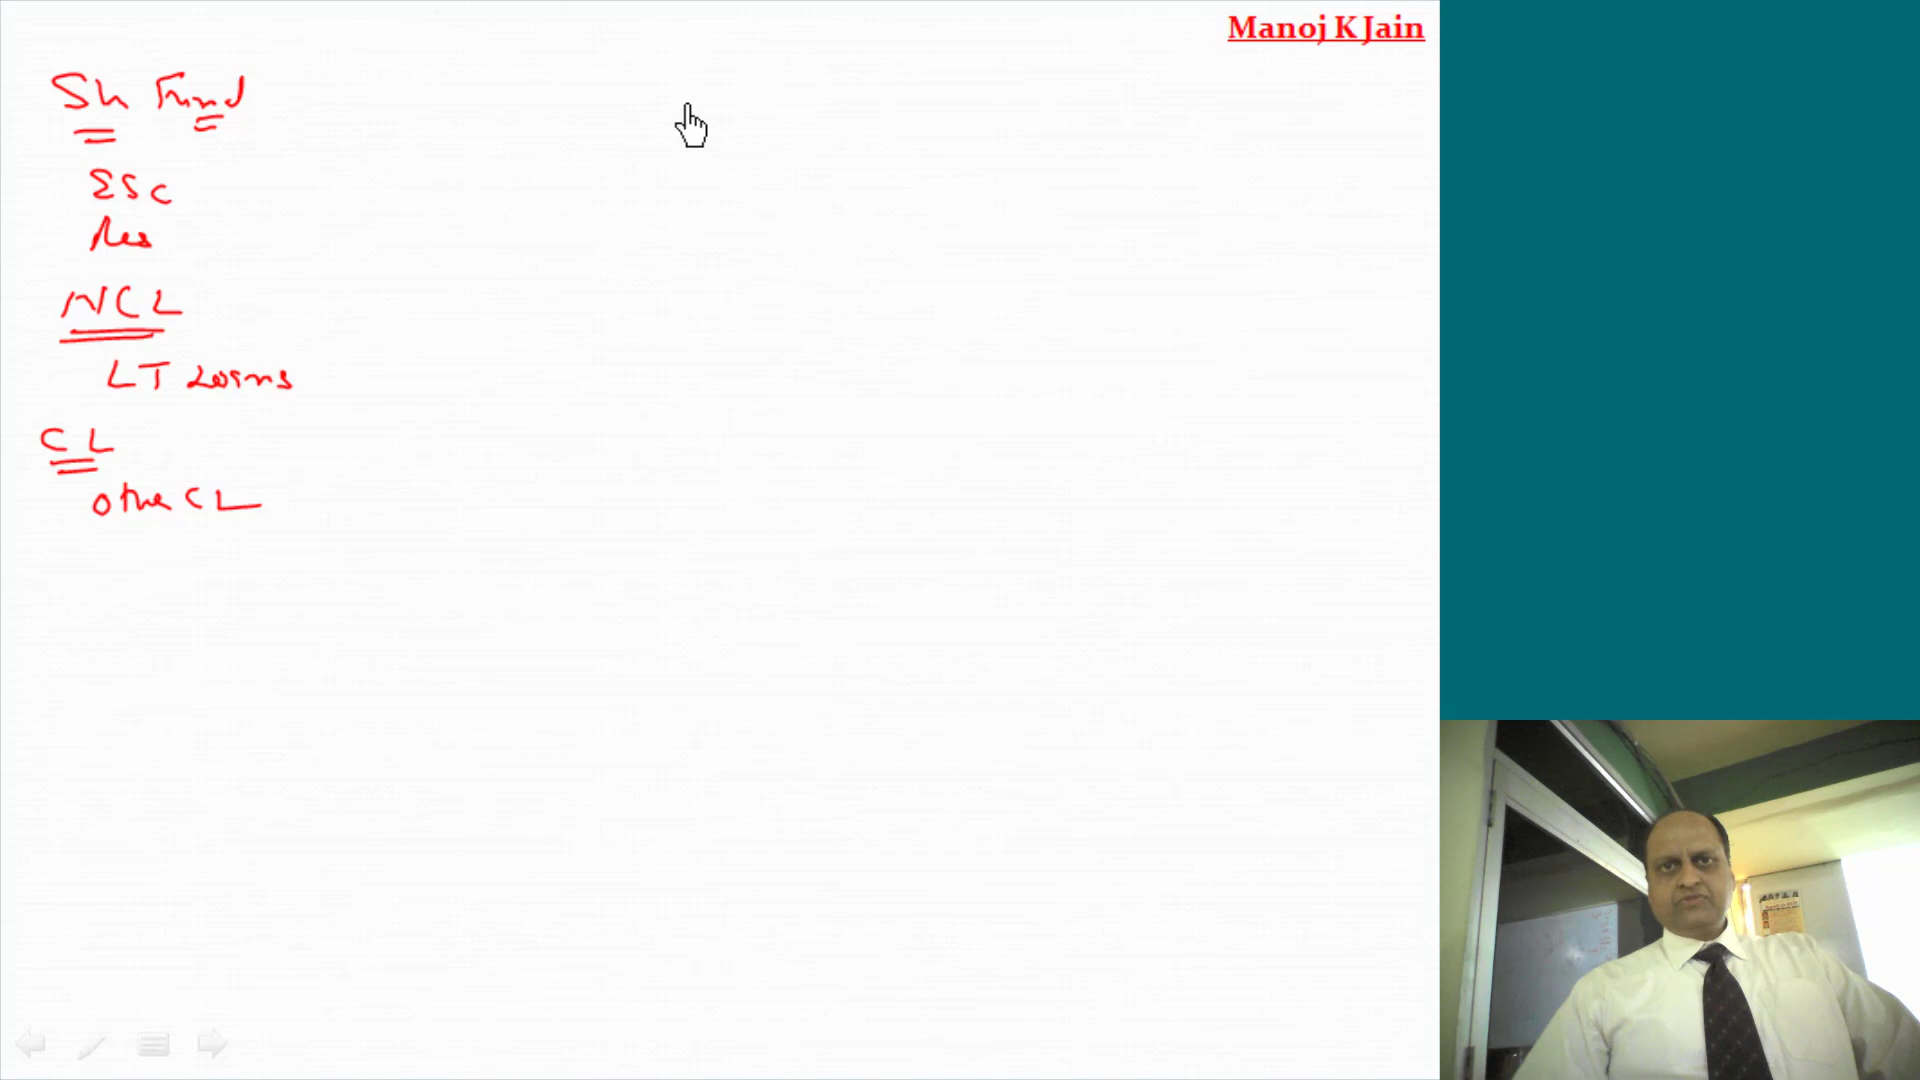 Manoj K Jain
Sh Fund
ESC
Res
NCL
LT Loans
CL
other CL